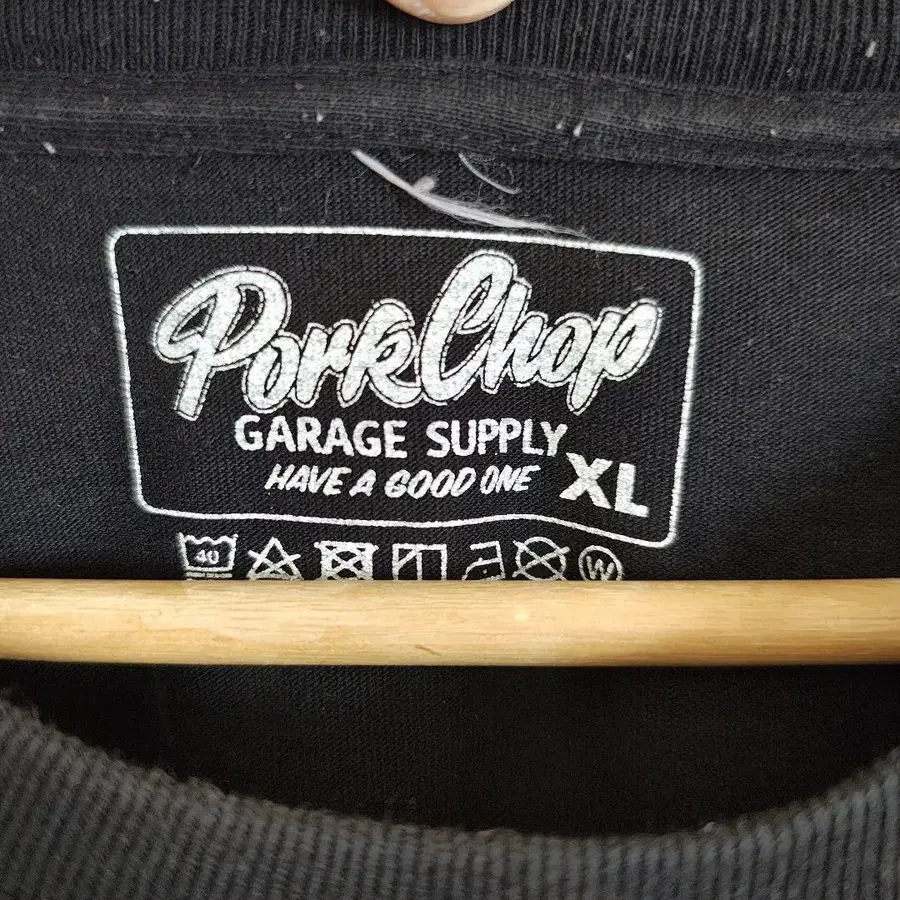 PorkChop
GARAGE SUPPLY
HAVE A GOOD ONE
XL
40
W